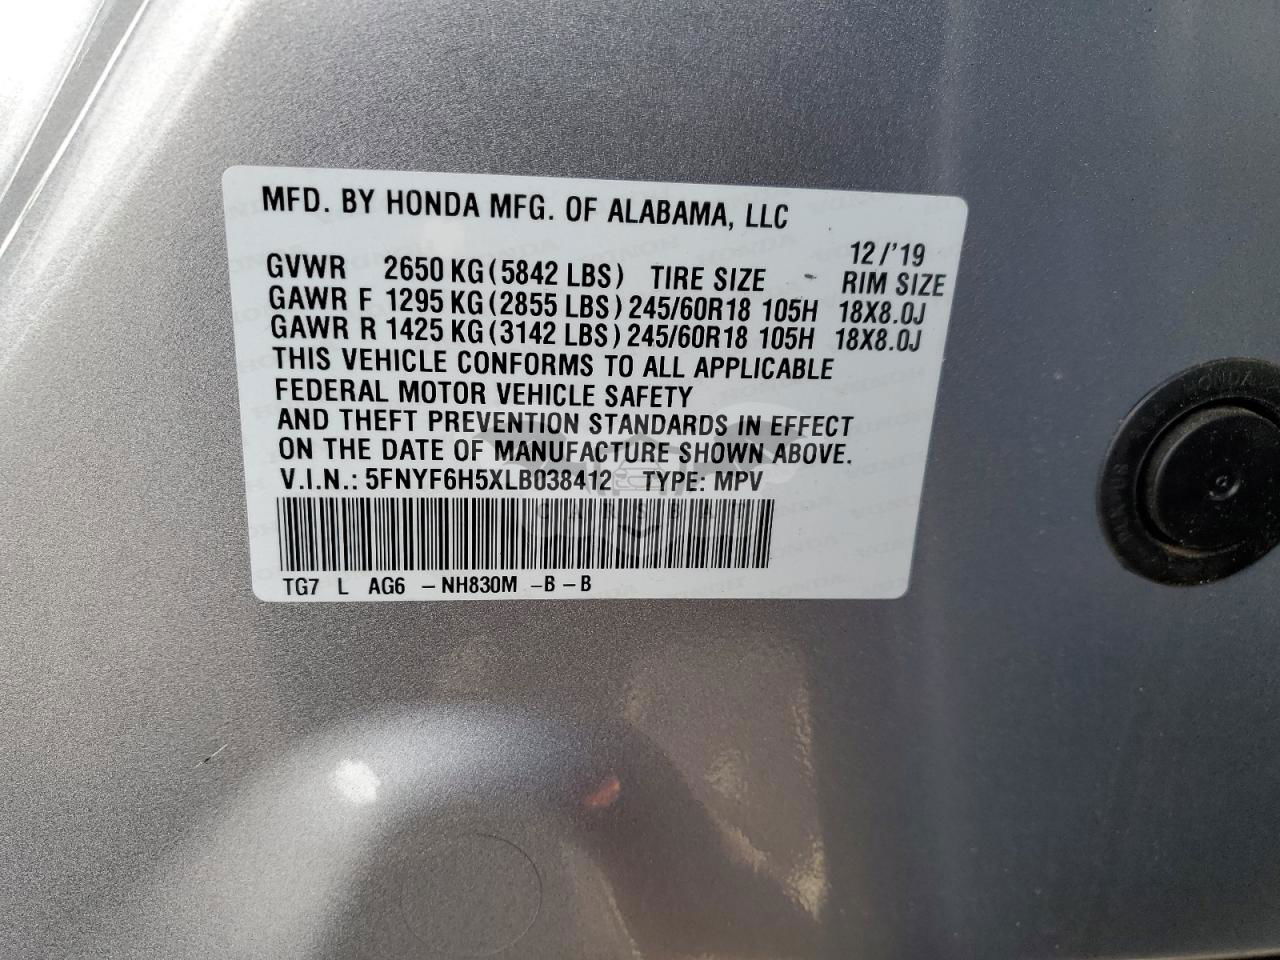 MFD. BY HONDA MFG. OF ALABAMA, LLC
12/'19
GVWR 2650 KG (5842 LBS) TIRE SIZE - RIM SIZE
GAWR F 1295 KG (2855 LBS) 245/60R18 105H 18X8.0J
GAWR R 1425 KG (3142 LBS) 245/60R18 105H 18X8.0J
THIS VEHICLE CONFORMS TO ALL APPLICABLE
FEDERAL MOTOR VEHICLE SAFETY
AND THEFT PREVENTION STANDARDS IN EFFECT
ON THE DATE OF MANUFACTURE SHOWN ABOVE.
V.I.N.: 5FNYF6H5XLB038412 TYPE: MPV
TG7 L AG6 -NH830M -B-B
HONDA